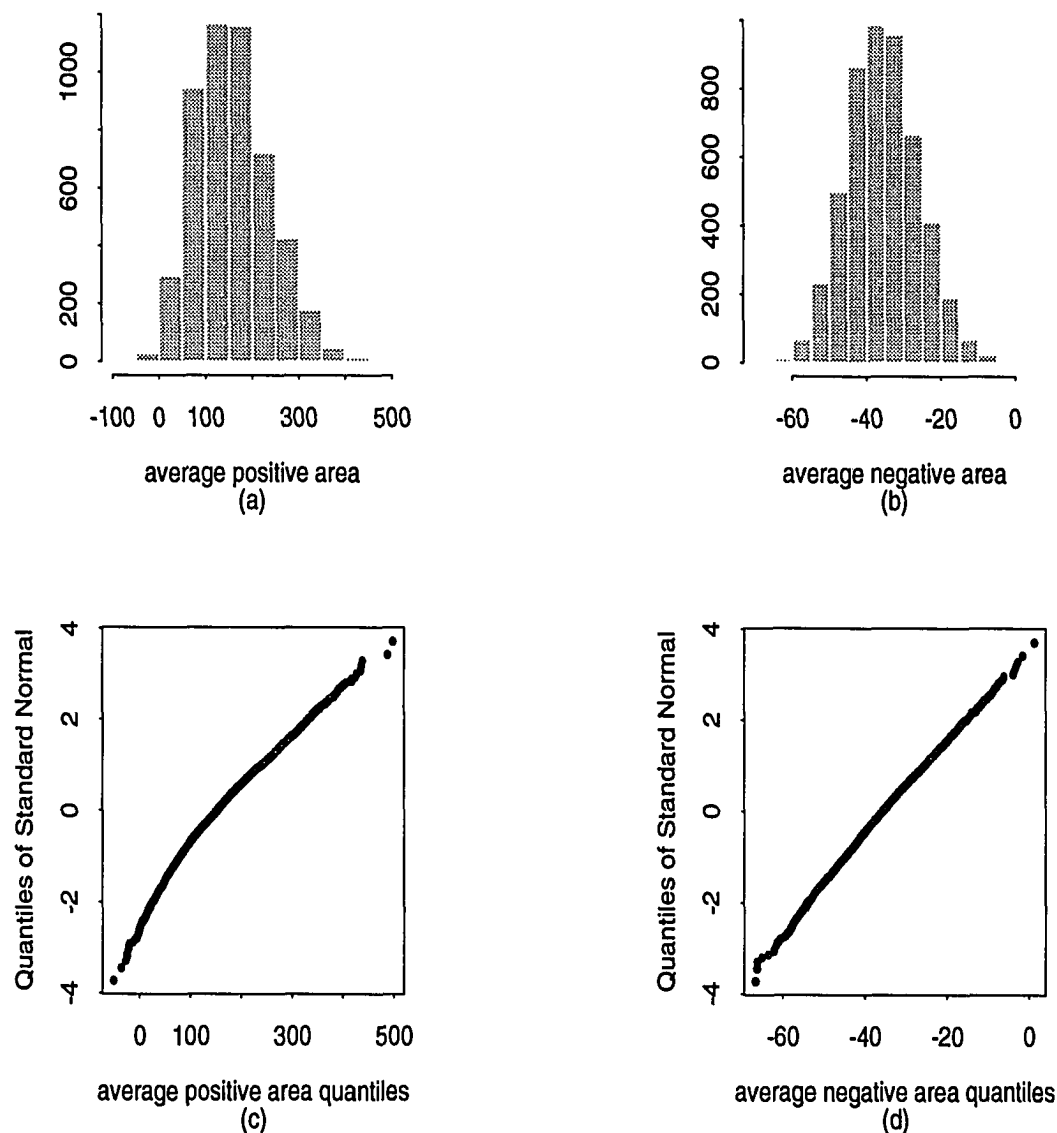 1000
600
200
0
-100 0 100 300 500
average positive area
(a)
800
600
400
200
0
-60 -40 -20 0
average negative area
(b)
Quantiles of Standard Normal
4
2
0
-2
-4
0 100 300 500
average positive area quantiles
(c)
Quantiles of Standard Normal
4
2
0
-2
-4
-60 -40 -20 0
average negative area quantiles
(d)